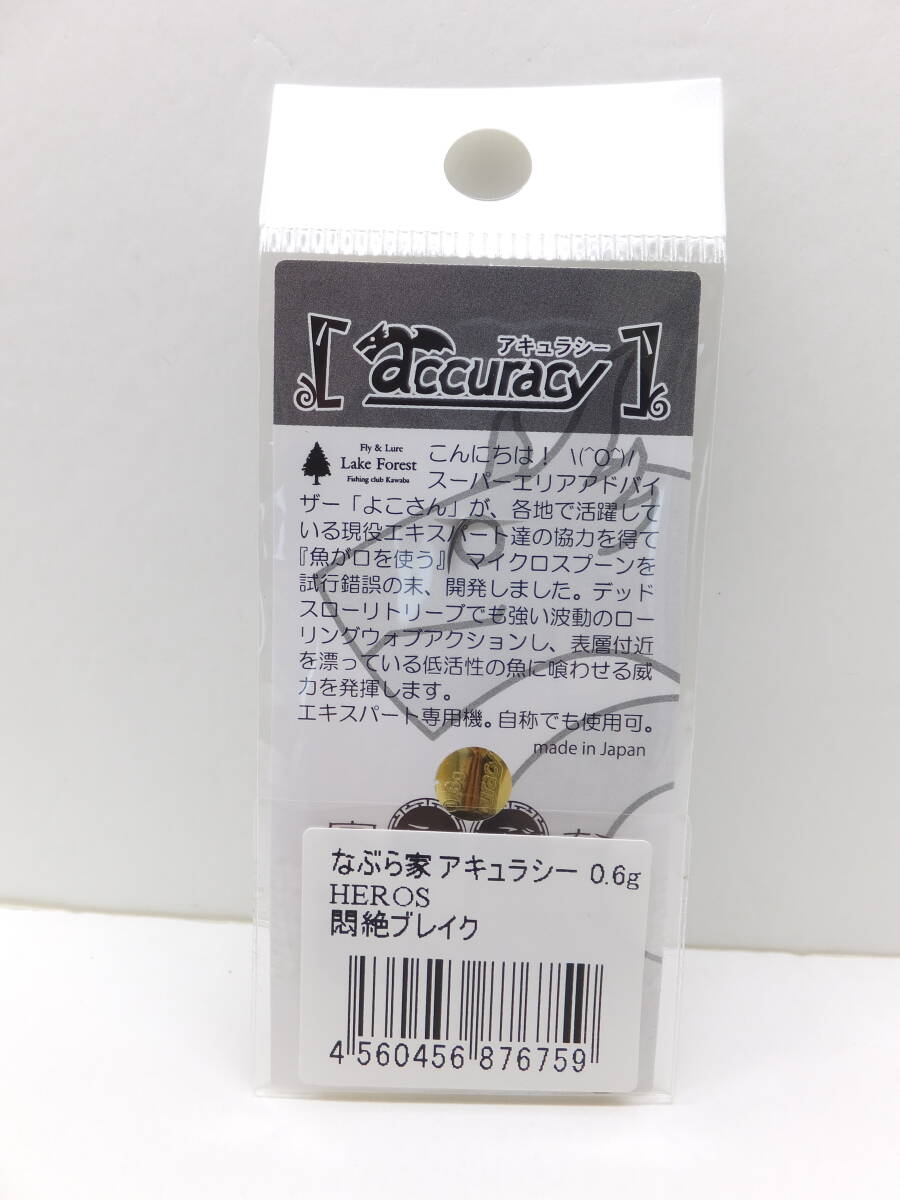 アキュラシー
accuracy
Fly & Lure
Lake Forest
Fishing club Kawaba
こんにちは！ \(^O^)/
スーパーエリアアドバイ
ザー「よこさん」が、各地で活躍して
いる現役エキスパート達の協力を得て
『魚が口を使う』 マイクロスプーンを
試行錯誤の末、開発しました。デッド
スローリトリーブでも強い波動のロー
リングウォブアクションし、表層付近
を漂っている低活性の魚に喰わせる威
力を発揮します。
エキスパート専用機。自称でも使用可。
made in Japan
なぶら家 アキュラシー 0.6g
HEROS
悶絶ブレイク
4 560456 876759